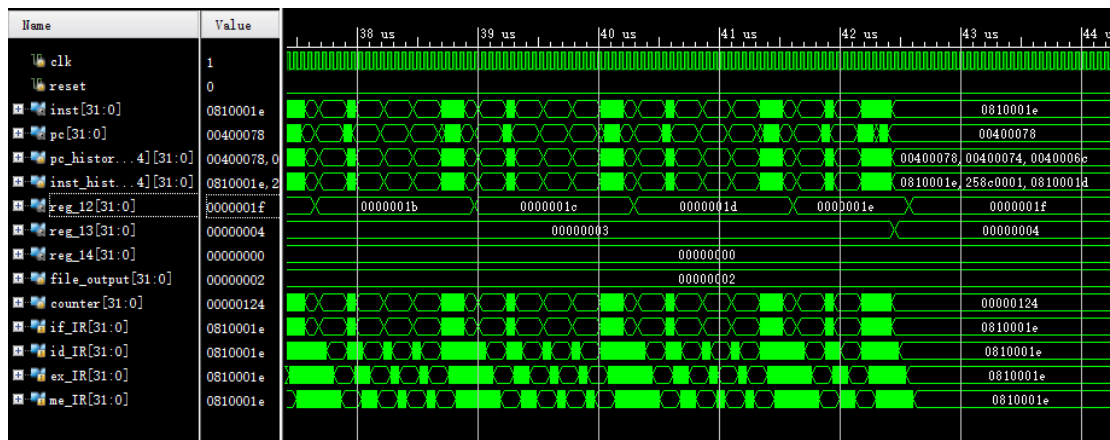 Name Value
38 us 39 us 40 us 41 us 42 us 43 us 44
clk 1
reset 0
inst[31:0] 0810001e 0810001e
pc[31:0] 00400078 00400078
pc_histor...4][31:0] 00400078,0 00400078, 00400074, 0040006c
inst_hist...4][31:0] 0810001e,2 0810001e, 258c0001, 0810001d
reg_12[31:0] 0000001f 0000001b 0000001c 0000001d 0000001e 0000001f
reg_13[31:0] 00000004 00000003 00000004
reg_14[31:0] 00000000 00000000
file_output[31:0] 00000002 00000002
counter[31:0] 00000124 00000124
if_IR[31:0] 0810001e 0810001e
id_IR[31:0] 0810001e 0810001e
ex_IR[31:0] 0810001e 0810001e
me_IR[31:0] 0810001e 0810001e